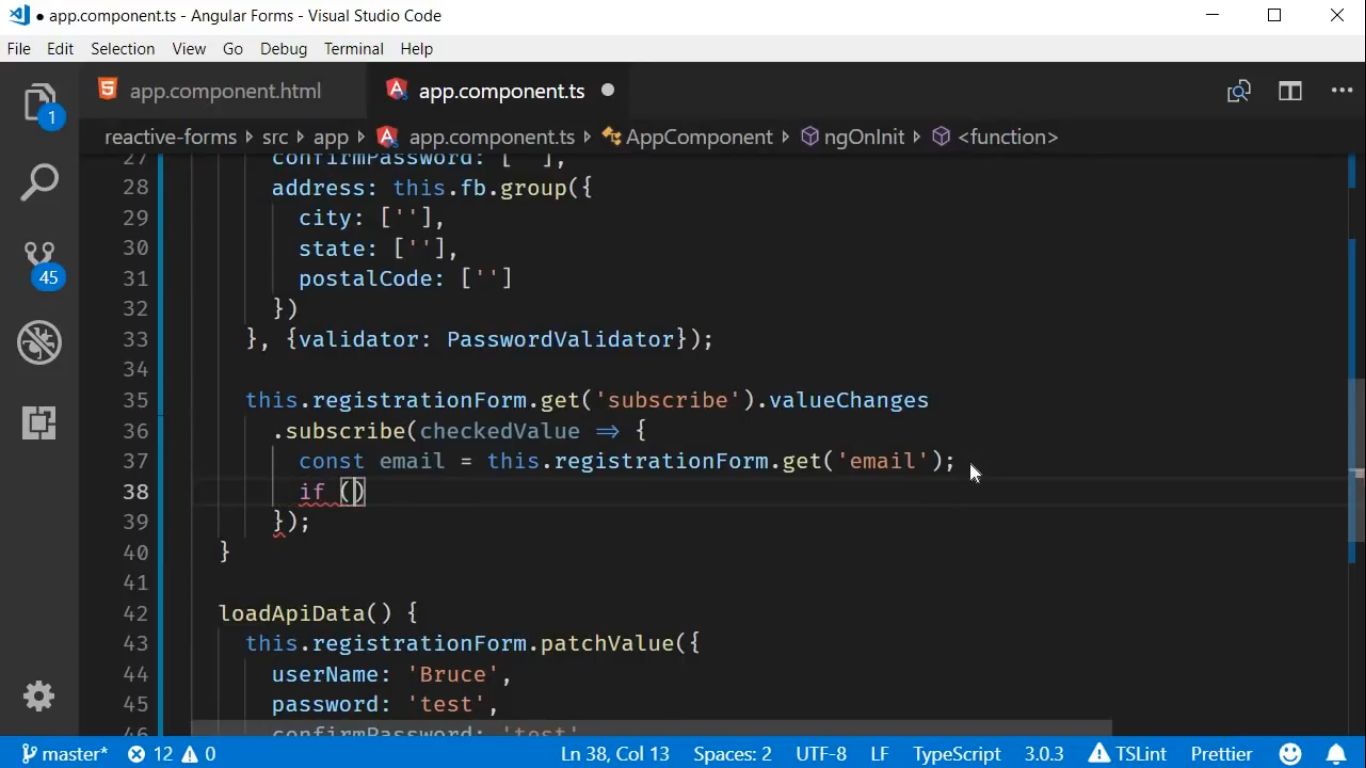 app.component.ts - Angular Forms - Visual Studio Code
File Edit Selection View Go Debug Terminal Help
app.component.html app.component.ts
reactive-forms src app app.component.ts AppComponent ngOnInit <function>
1
45
27 confirmPassword: [''],
28 address: this.fb.group({
29 city: [''],
30 state: [''],
31 postalCode: ['']
32 })
33 }, {validator: PasswordValidator});
34
35 this.registrationForm.get('subscribe').valueChanges
36 .subscribe(checkedValue => {
37 const email = this.registrationForm.get('email');
38 if ()
39 });
40 }
41
42 loadApiData() {
43 this.registrationForm.patchValue({
44 userName: 'Bruce',
45 password: 'test',
46 confirmPassword: 'test'
master* 12 0 Ln 38, Col 13 Spaces: 2 UTF-8 LF TypeScript 3.0.3 TSLint Prettier